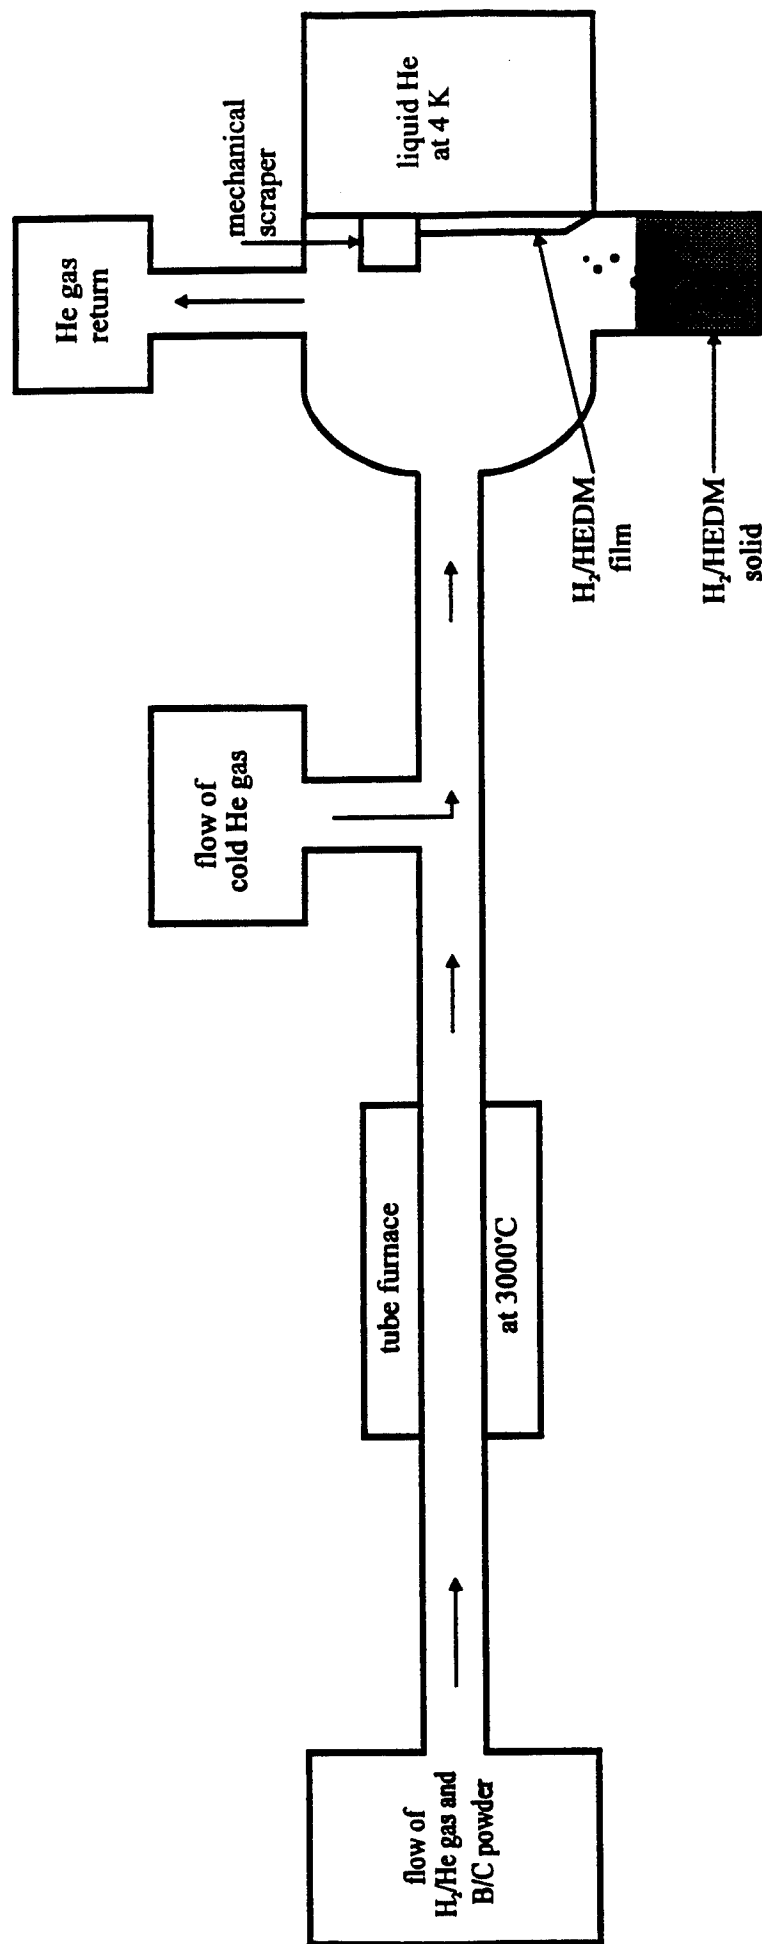 flow of
H₂/He gas and
B/C powder
tube furnace
at 3000°C
flow of
cold He gas
He gas
return
mechanical
scraper
liquid He
at 4 K
H₂/HEDM
film
H₂/HEDM
solid